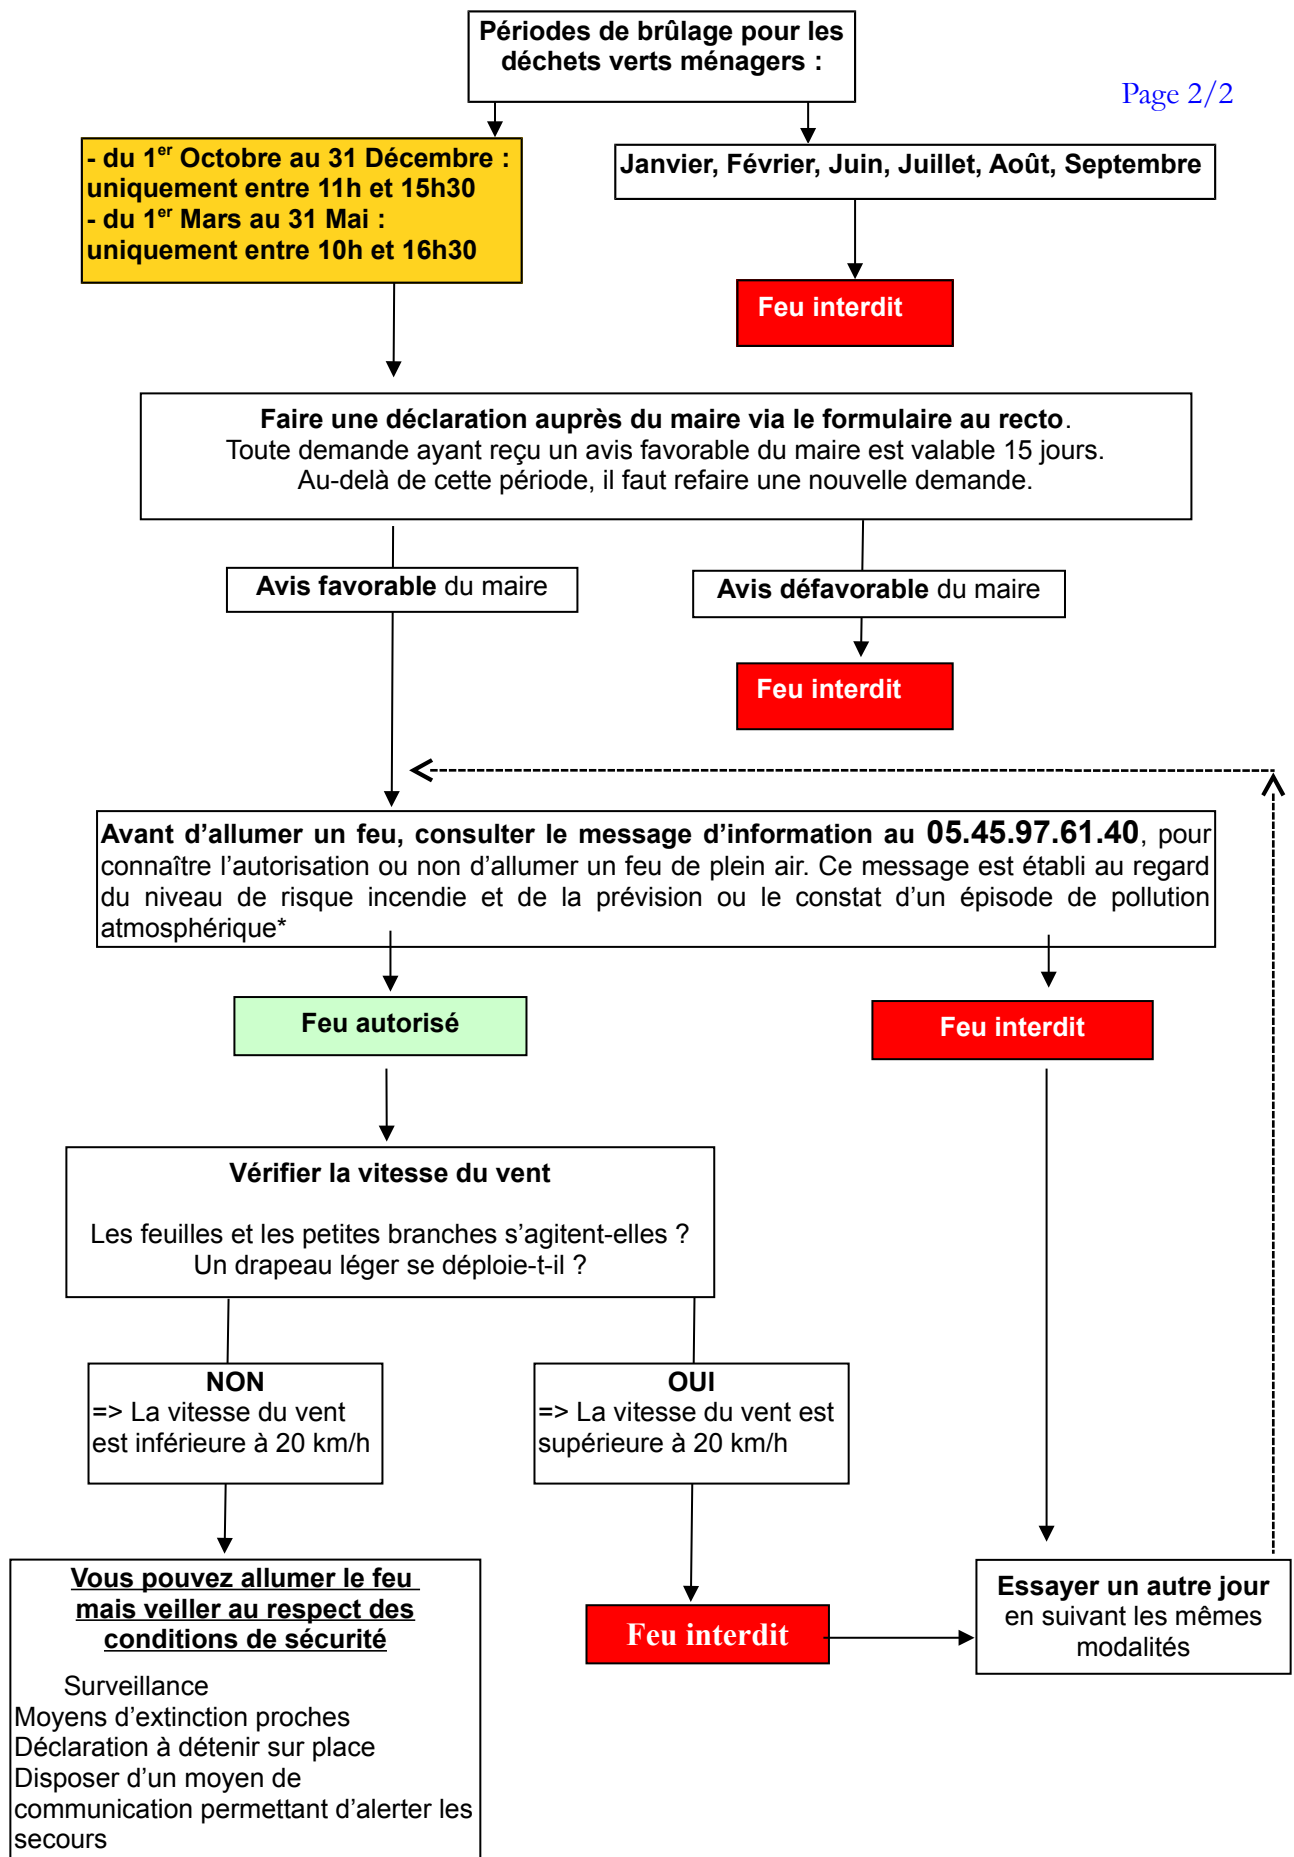 Périodes de brûlage pour les
déchets verts ménagers :
Page 2/2
- du 1er Octobre au 31 Décembre :
uniquement entre 11h et 15h30
- du 1er Mars au 31 Mai :
uniquement entre 10h et 16h30
Janvier, Février, Juin, Juillet, Août, Septembre
Feu interdit
Faire une déclaration auprès du maire via le formulaire au recto.
Toute demande ayant reçu un avis favorable du maire est valable 15 jours.
Au-delà de cette période, il faut refaire une nouvelle demande.
Avis favorable du maire
Avis défavorable du maire
Feu interdit
Avant d’allumer un feu, consulter le message d’information au 05.45.97.61.40, pour
connaître l’autorisation ou non d’allumer un feu de plein air. Ce message est établi au regard
du niveau de risque incendie et de la prévision ou le constat d’un épisode de pollution
atmosphérique*
Feu autorisé
Feu interdit
Vérifier la vitesse du vent
Les feuilles et les petites branches s’agitent-elles ?
Un drapeau léger se déploie-t-il ?
NON
=> La vitesse du vent
est inférieure à 20 km/h
OUI
=> La vitesse du vent est
supérieure à 20 km/h
Vous pouvez allumer le feu
mais veiller au respect des
conditions de sécurité
Surveillance
Moyens d’extinction proches
Déclaration à détenir sur place
Disposer d’un moyen de
communication permettant d’alerter les
secours
Feu interdit
Essayer un autre jour
en suivant les mêmes
modalités